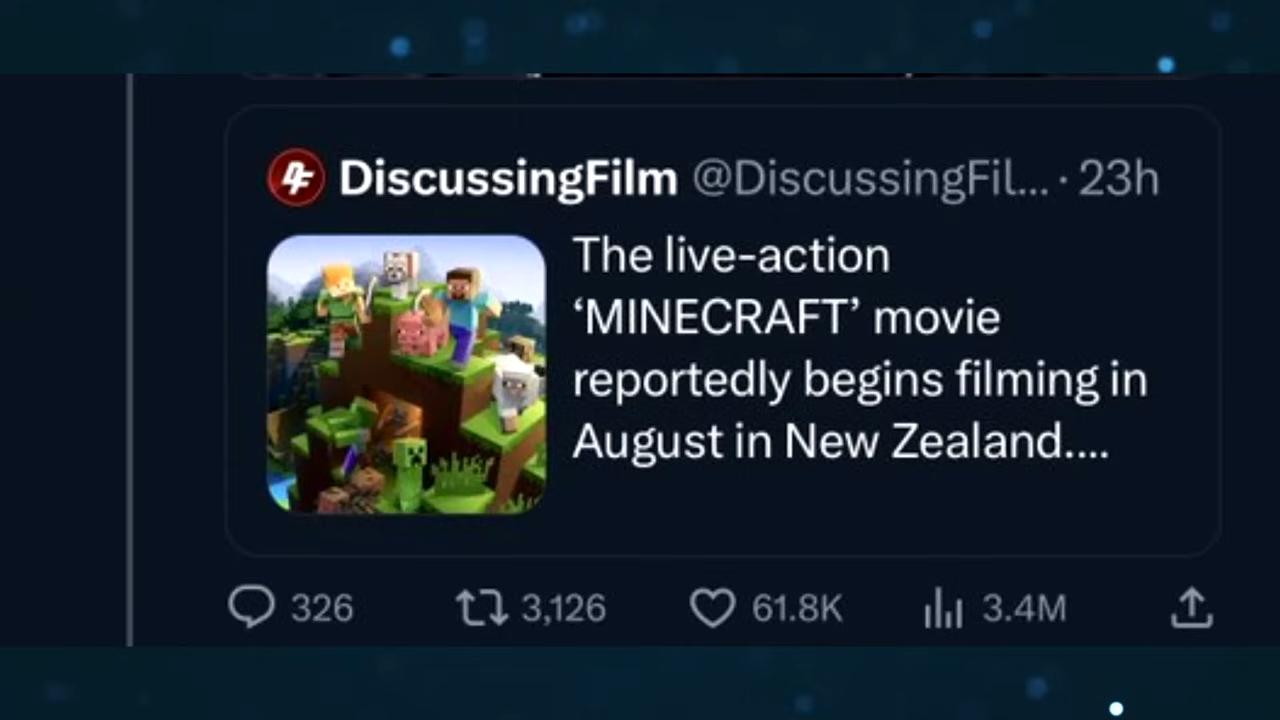 DiscussingFilm @DiscussingFil... · 23h
The live-action
‘MINECRAFT’ movie
reportedly begins filming in
August in New Zealand....
326 3,126 61.8K 3.4M